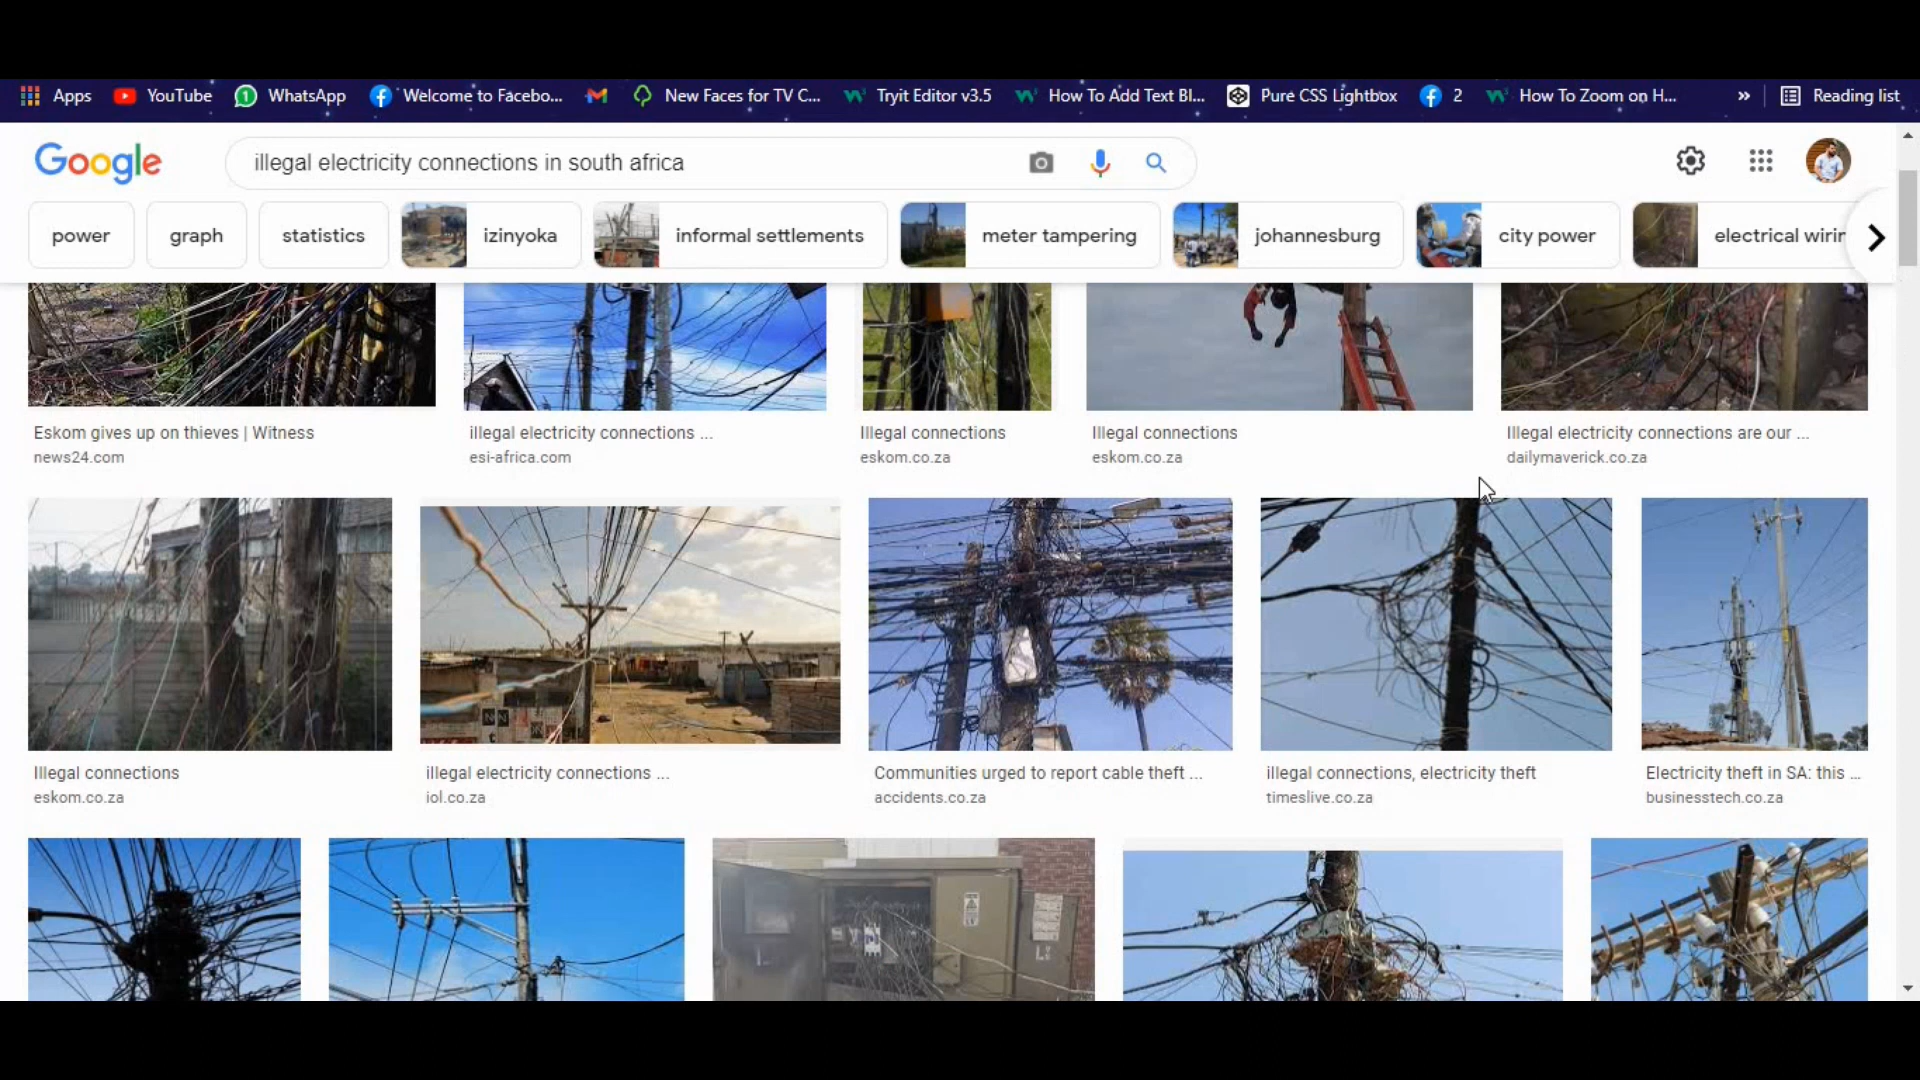 Apps YouTube WhatsApp Welcome to Facebo... New Faces for TV C... Tryit Editor v3.5 How To Add Text Bl... Pure CSS Lightbox 2 How To Zoom on H... » Reading list
Google illegal electricity connections in south africa
power graph statistics izinyoka informal settlements meter tampering johannesburg city power electrical wirin
Eskom gives up on thieves | Witness
news24.com
illegal electricity connections ...
esi-africa.com
Illegal connections
eskom.co.za
Illegal connections
eskom.co.za
Illegal electricity connections are our ...
dailymaverick.co.za
Illegal connections
eskom.co.za
illegal electricity connections ...
iol.co.za
Communities urged to report cable theft ...
accidents.co.za
illegal connections, electricity theft
timeslive.co.za
Electricity theft in SA: this ...
businesstech.co.za